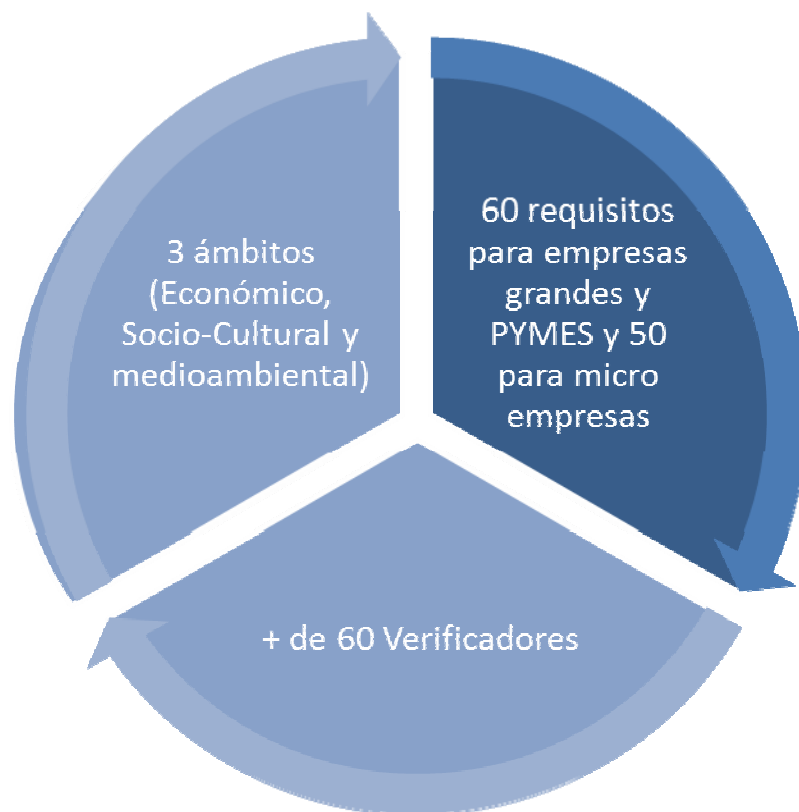 60 requisitos
para empresas
grandes y
PYMES y 50
para micro
empresas
+ de 60 Verificadores
3 ámbitos
(Económico,
Socio-Cultural y
medioambiental)